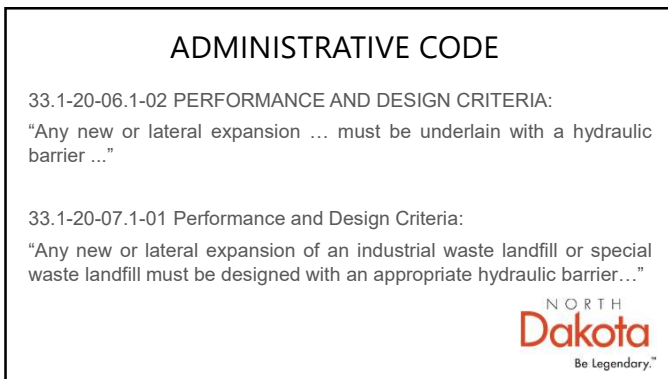 ADMINISTRATIVE CODE
33.1-20-06.1-02 PERFORMANCE AND DESIGN CRITERIA:
“Any new or lateral expansion … must be underlain with a hydraulic
barrier ...”
33.1-20-07.1-01 Performance and Design Criteria:
“Any new or lateral expansion of an industrial waste landfill or special
waste landfill must be designed with an appropriate hydraulic barrier…”
NORTH
Dakota
Be Legendary.™